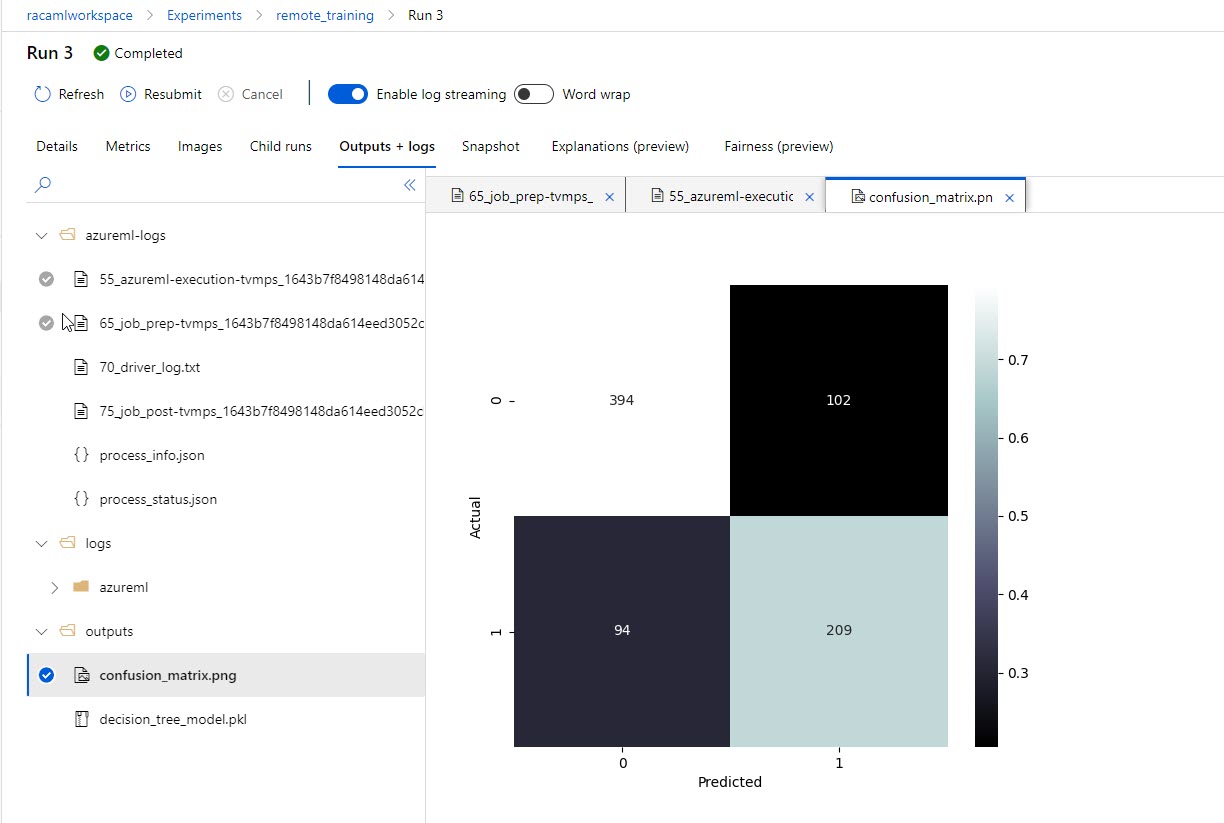 racamlworkspace > Experiments > remote_training > Run 3
Run 3 Completed
Refresh Resubmit Cancel Enable log streaming Word wrap
Details Metrics Images Child runs Outputs + logs Snapshot Explanations (preview) Fairness (preview)
65_job_prep-tvmps_ × 55_azureml-executic × confusion_matrix.pn ×
azureml-logs
55_azureml-execution-tvmps_1643b7f8498148da614
65_job_prep-tvmps_1643b7f8498148da614eed3052c
70_driver_log.txt
75_job_post-tvmps_1643b7f8498148da614eed3052c
{} process_info.json
{} process_status.json
logs
azureml
outputs
confusion_matrix.png
decision_tree_model.pkl
Actual
0
1
394 102
94 209
0 1
Predicted
0.7
0.6
0.5
0.4
0.3